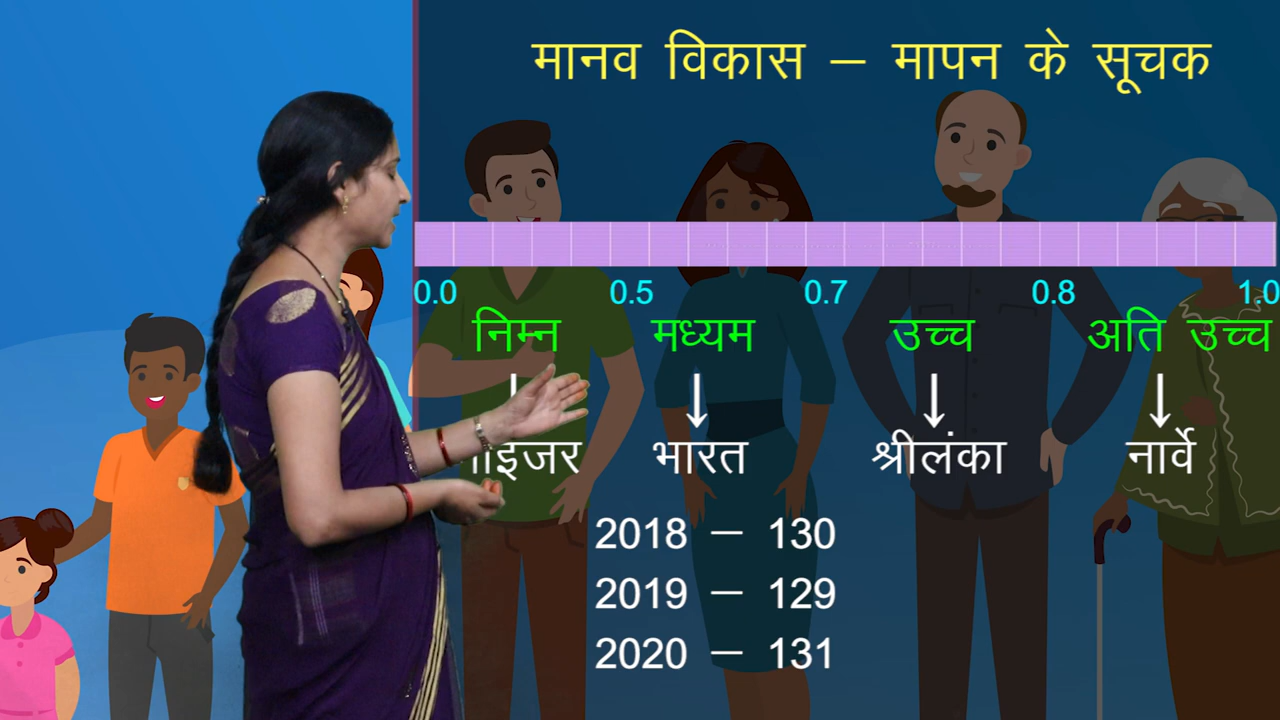 मानव विकास – मापन के सूचक
0.0 0.5 0.7 0.8 1.0
निम्न मध्यम उच्च अति उच्च
भारत श्रीलंका नार्वे
2018 – 130
2019 – 129
2020 – 131